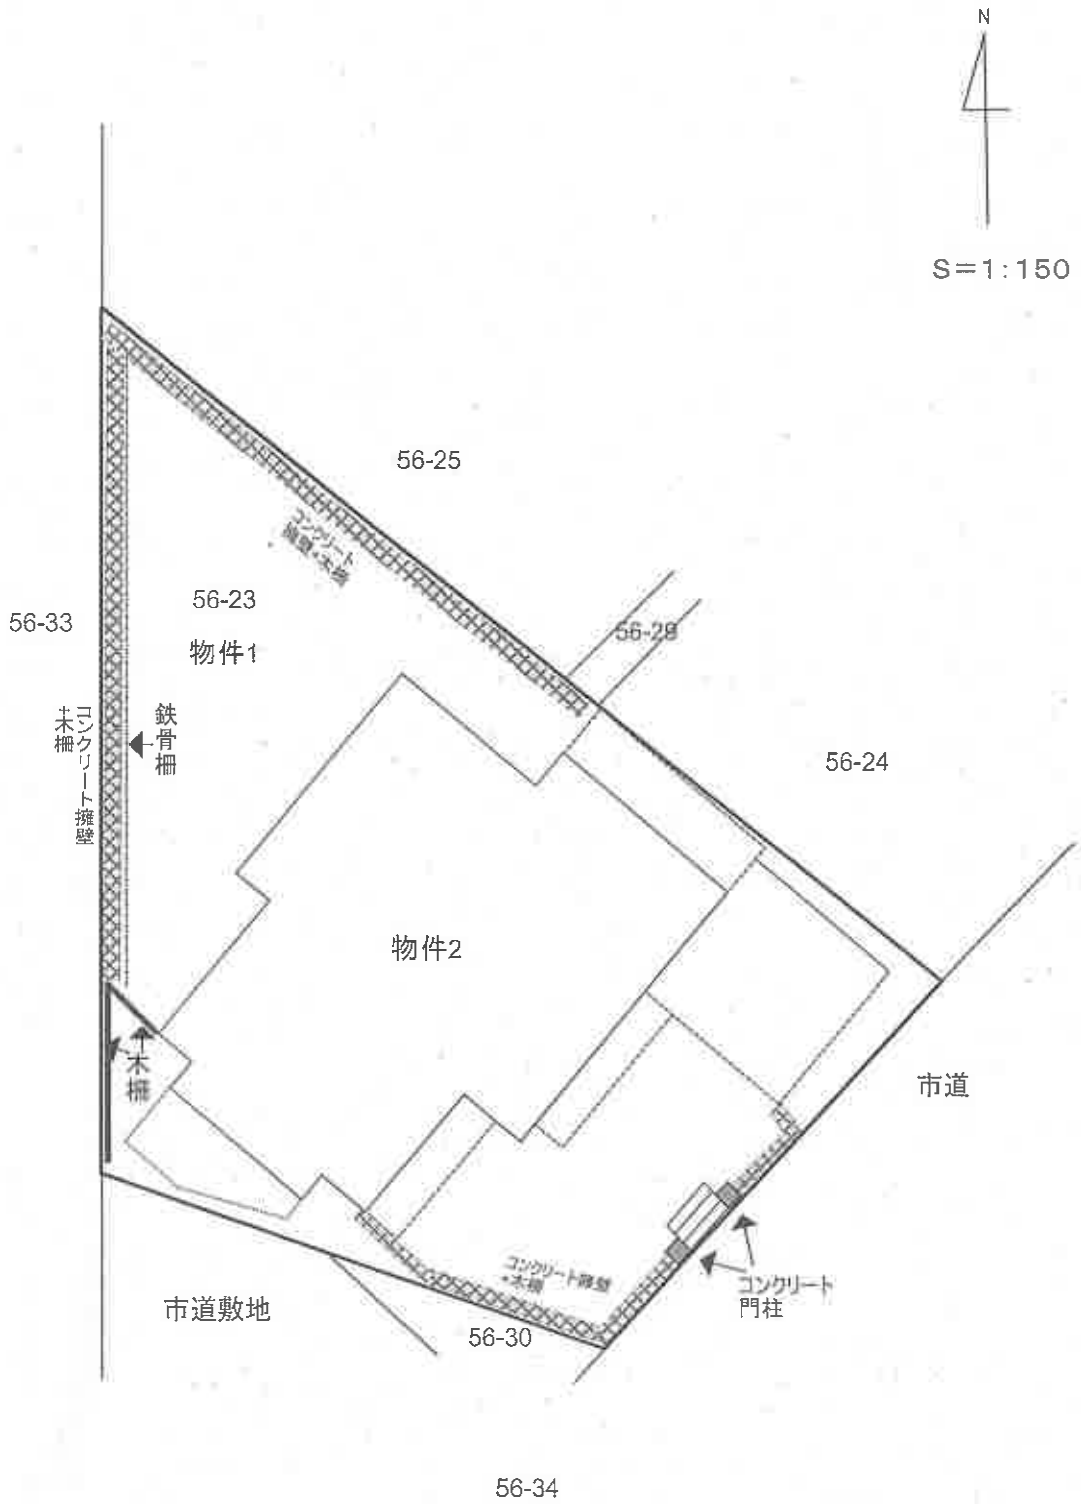 N
S=1:150
56-25
コンクリート
擁壁+木柵
56-23
物件1
56-33
56-29
鉄骨柵
コンクリート擁壁
+木柵
56-24
物件2
木柵
市道
コンクリート擁壁
+木柵
コンクリート
門柱
市道敷地
56-30
56-34